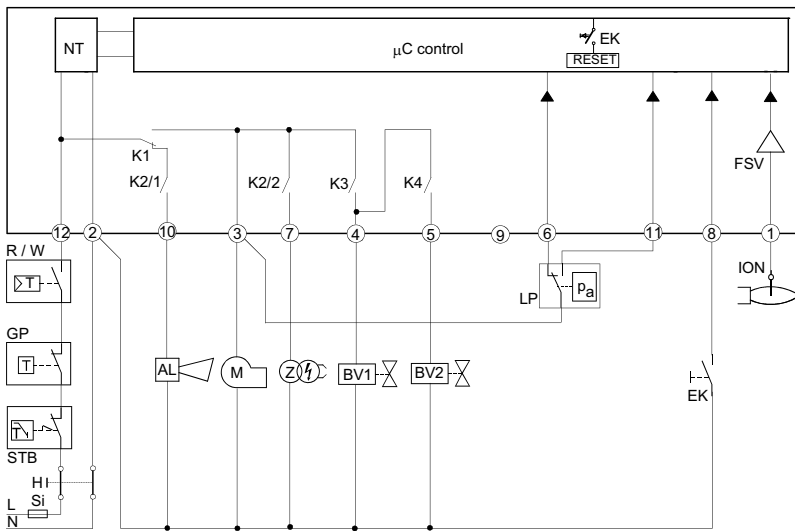 NT
µC control
EK
RESET
K1
K2/1
K2/2
K3
K4
FSV
12
2
10
3
7
4
5
9
6
11
8
1
R / W
T
GP
T
STB
T
H
Si
L
N
AL
M
Z
BV1
BV2
LP
pa
EK
ION